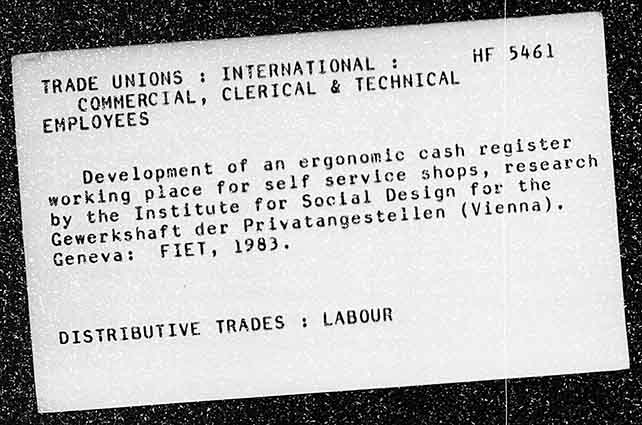 TRADE UNIONS : INTERNATIONAL : HF 5461
COMMERCIAL, CLERICAL & TECHNICAL
EMPLOYEES
Development of an ergonomic cash register
working place for self service shops, research
by the Institute for Social Design for the
Gewerkshaft der Privatangestellen (Vienna).
Geneva: FIET, 1983.
DISTRIBUTIVE TRADES : LABOUR